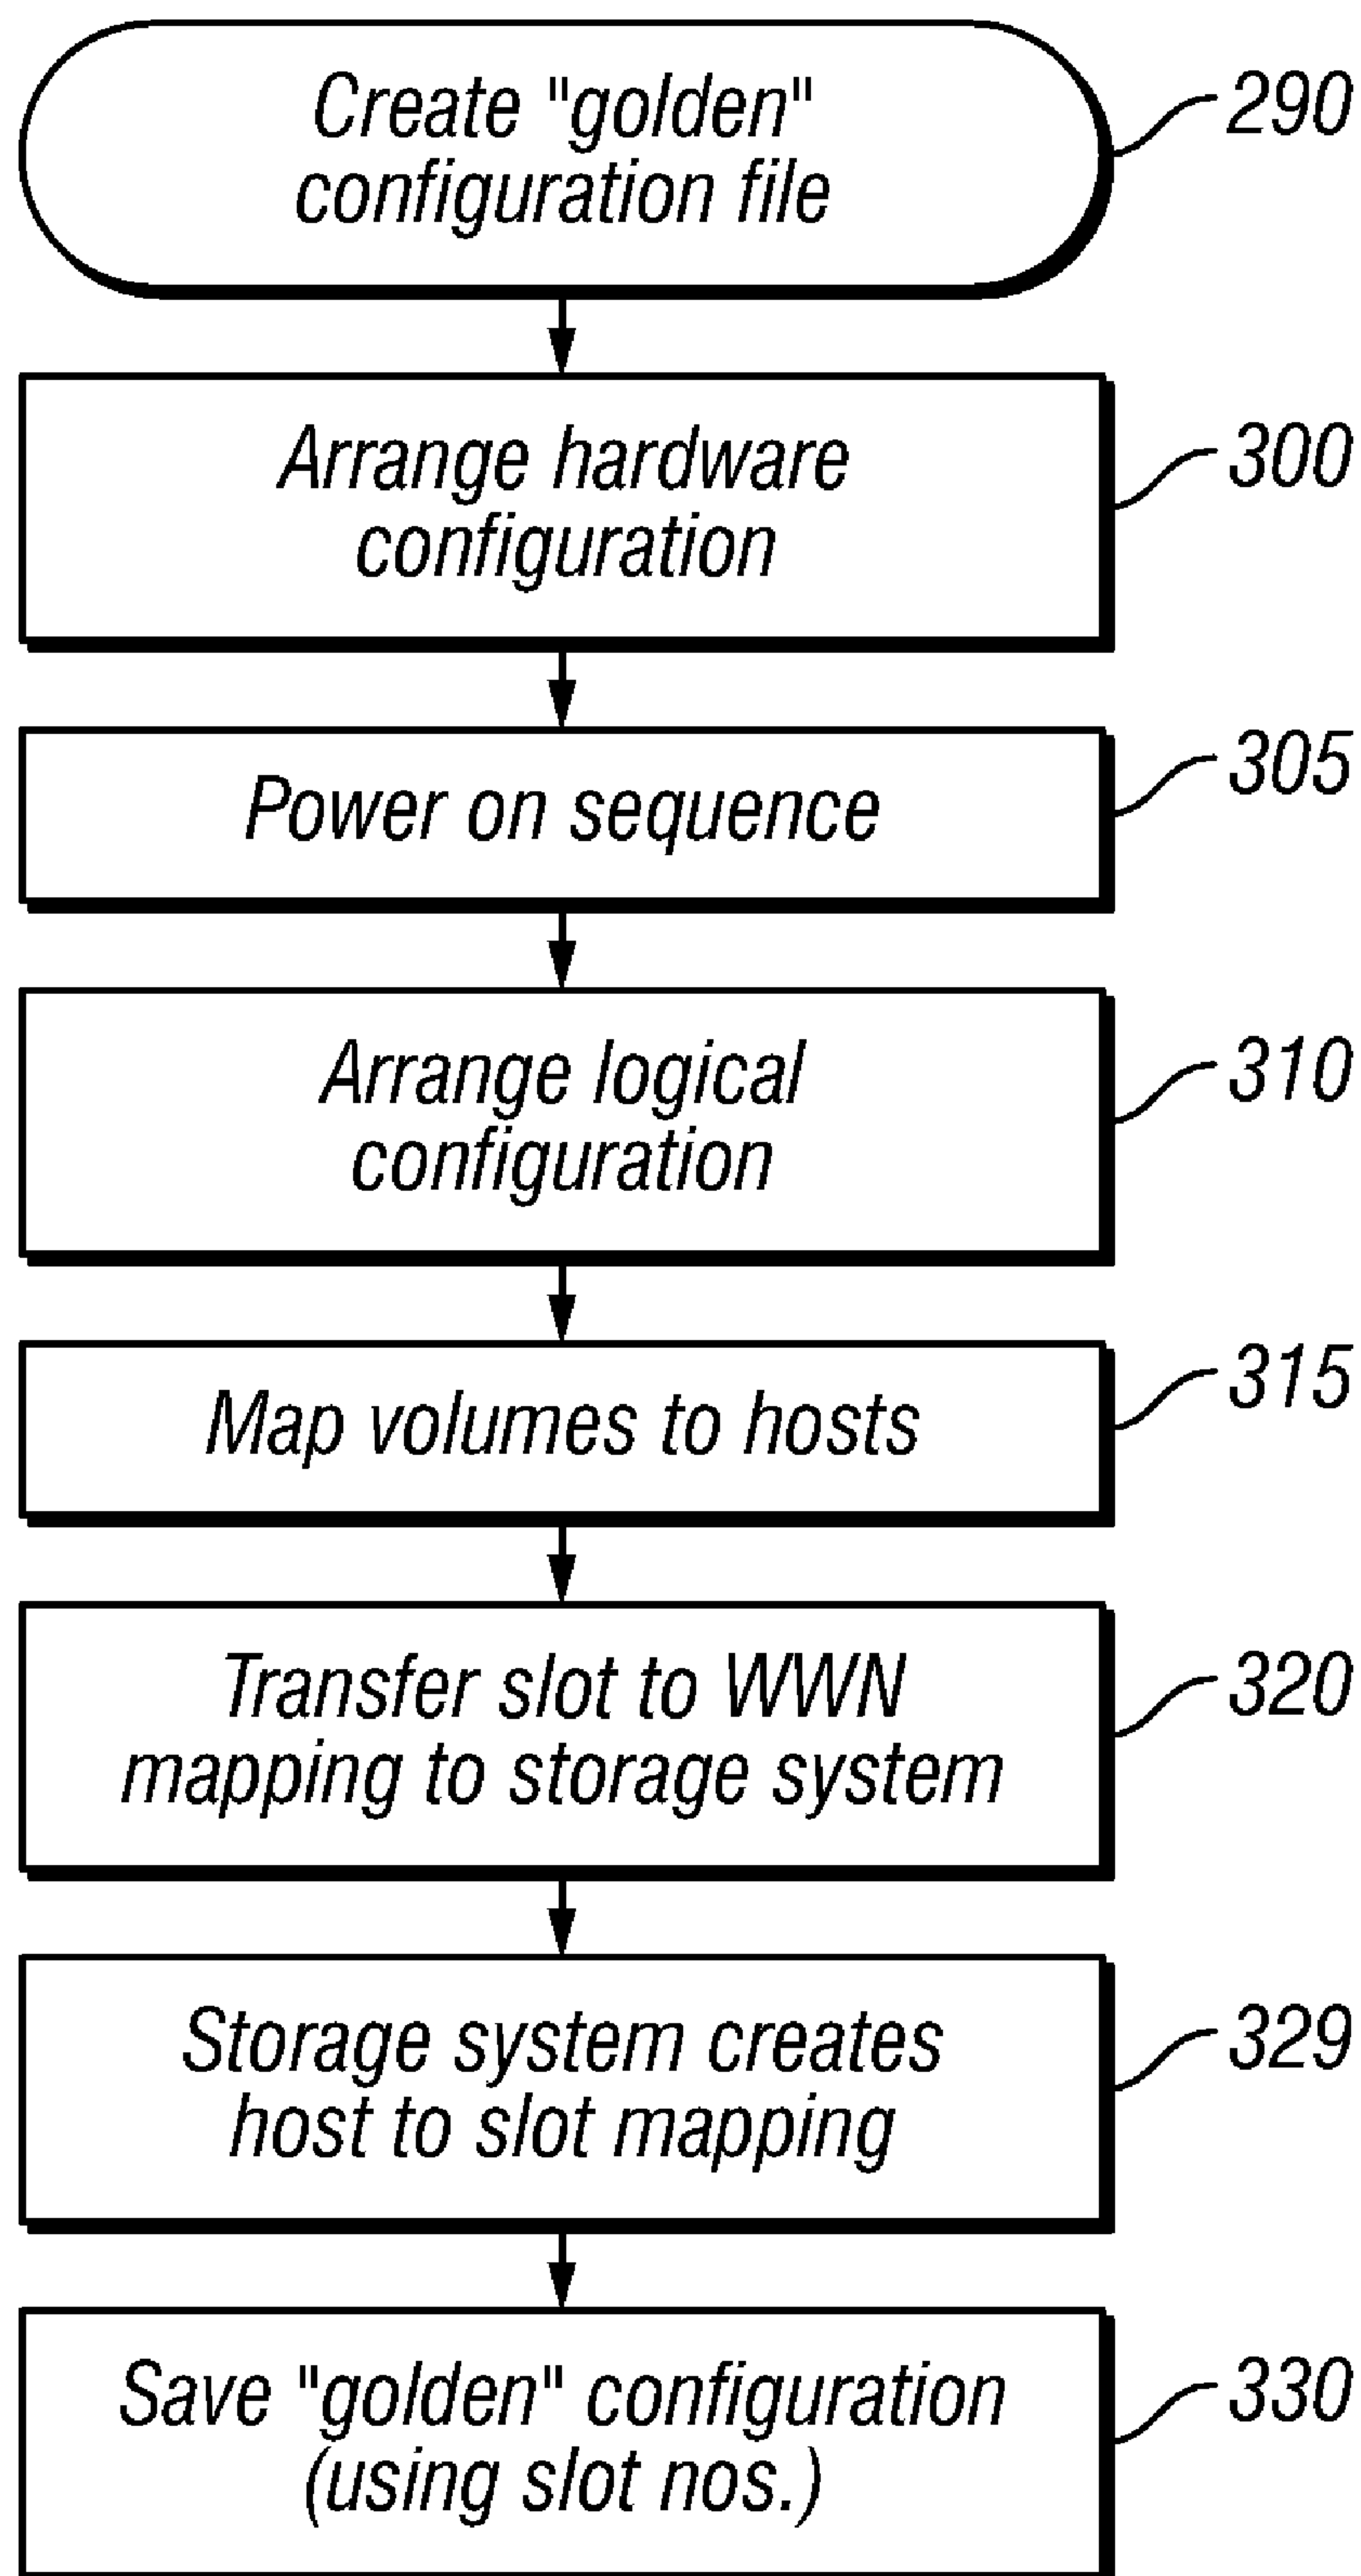 Create "golden"
configuration file
290
Arrange hardware
configuration
300
Power on sequence
305
Arrange logical
configuration
310
Map volumes to hosts
315
Transfer slot to WWN
mapping to storage system
320
Storage system creates
host to slot mapping
329
Save "golden" configuration
(using slot nos.)
330